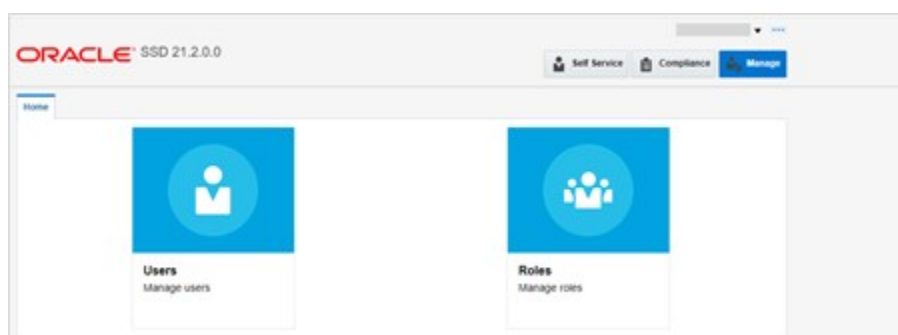 ORACLE SSD 21.2.0.0
Self Service Compliance Manage
Home
Users
Manage users
Roles
Manage roles